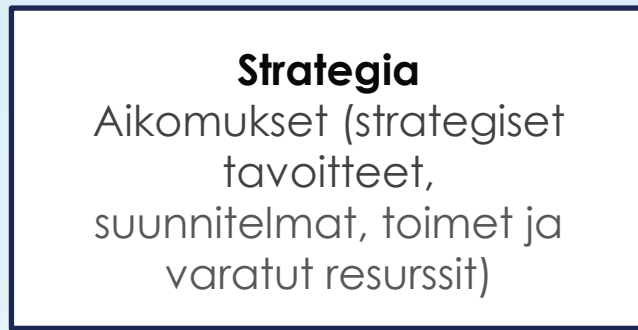 Strategia
Aikomukset (strategiset
tavoitteet,
suunnitelmat, toimet ja
varatut resurssit)